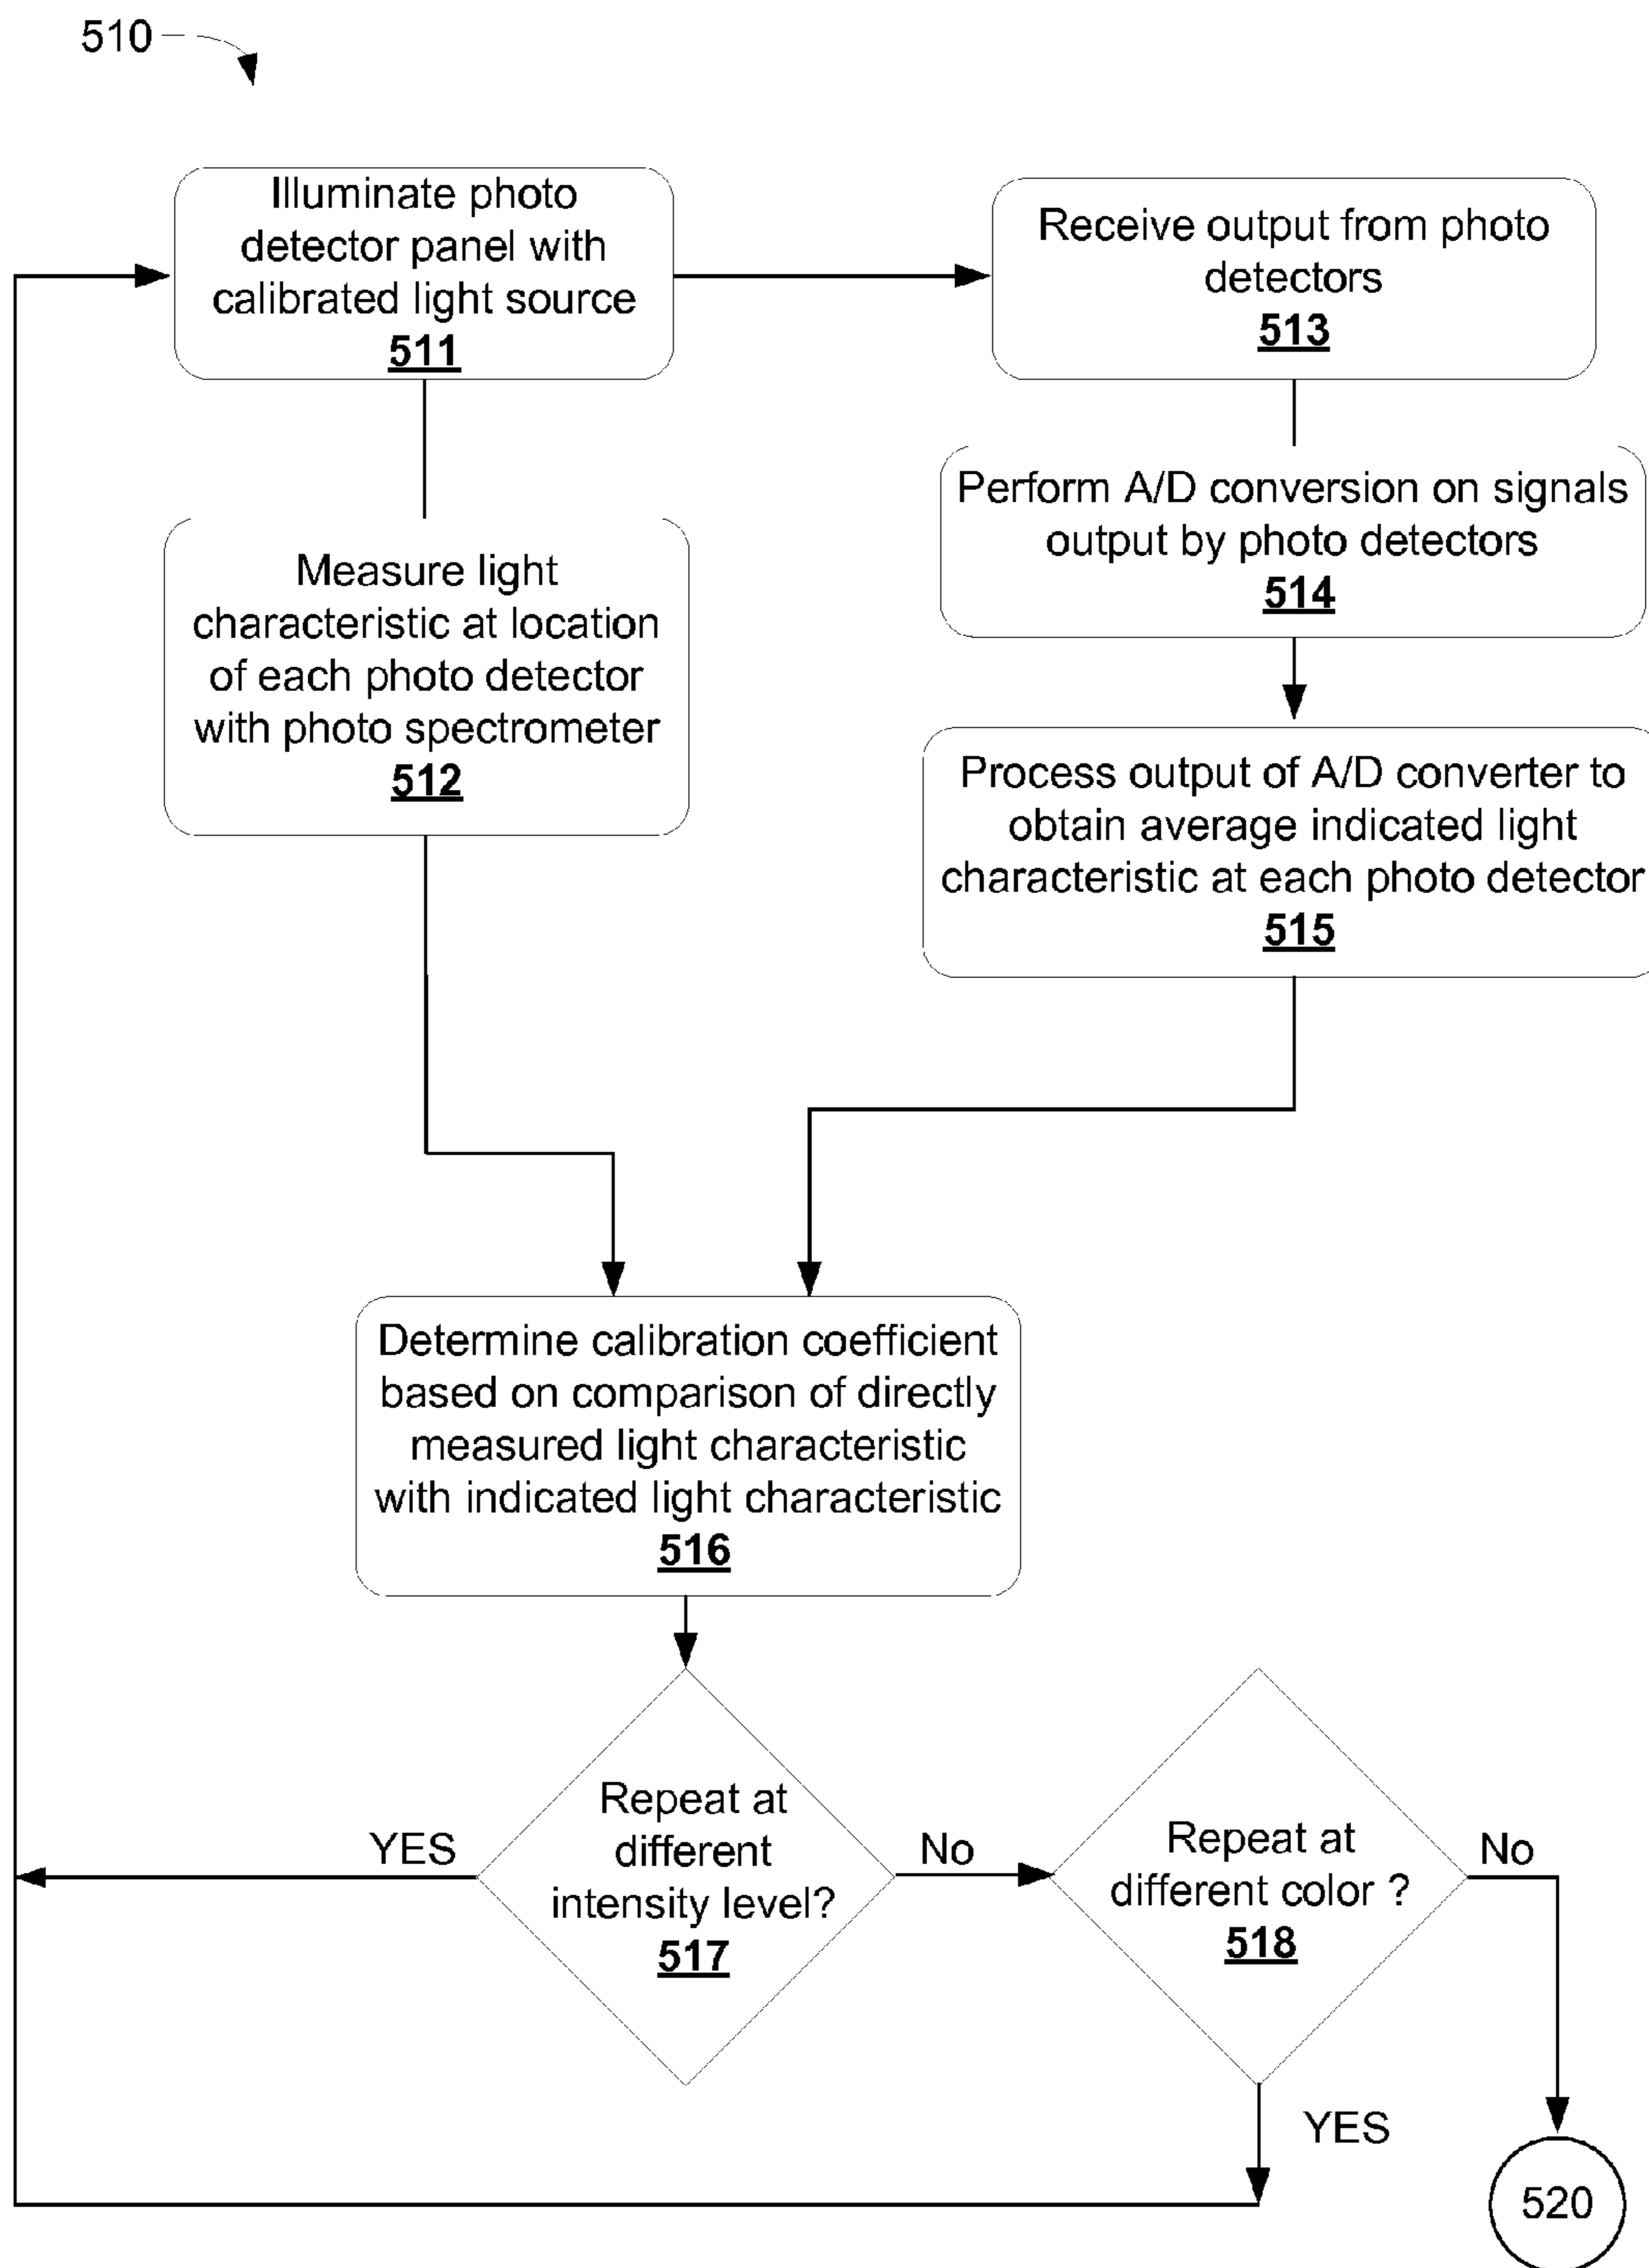 510
Illuminate photo
detector panel with
calibrated light source
511
Receive output from photo
detectors
513
Perform A/D conversion on signals
output by photo detectors
514
Measure light
characteristic at location
of each photo detector
with photo spectrometer
512
Process output of A/D converter to
obtain average indicated light
characteristic at each photo detector
515
Determine calibration coefficient
based on comparison of directly
measured light characteristic
with indicated light characteristic
516
Repeat at
different
intensity level?
517
YES
No
Repeat at
different color ?
518
No
YES
520